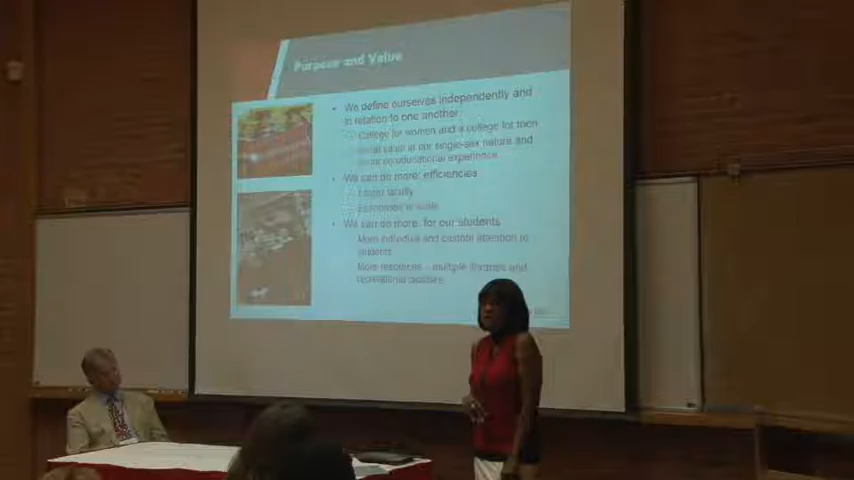 Purpose and Value
We define ourselves independently and
in relation to one another
College for women and a college for men
value in our single-sex nature and
coeducational experience
We can do more: efficiencies
faculty
Economies of scale
We can do more: for our students
More individual and custom attention to
students
More resources - multiple libraries and
recreational facilities